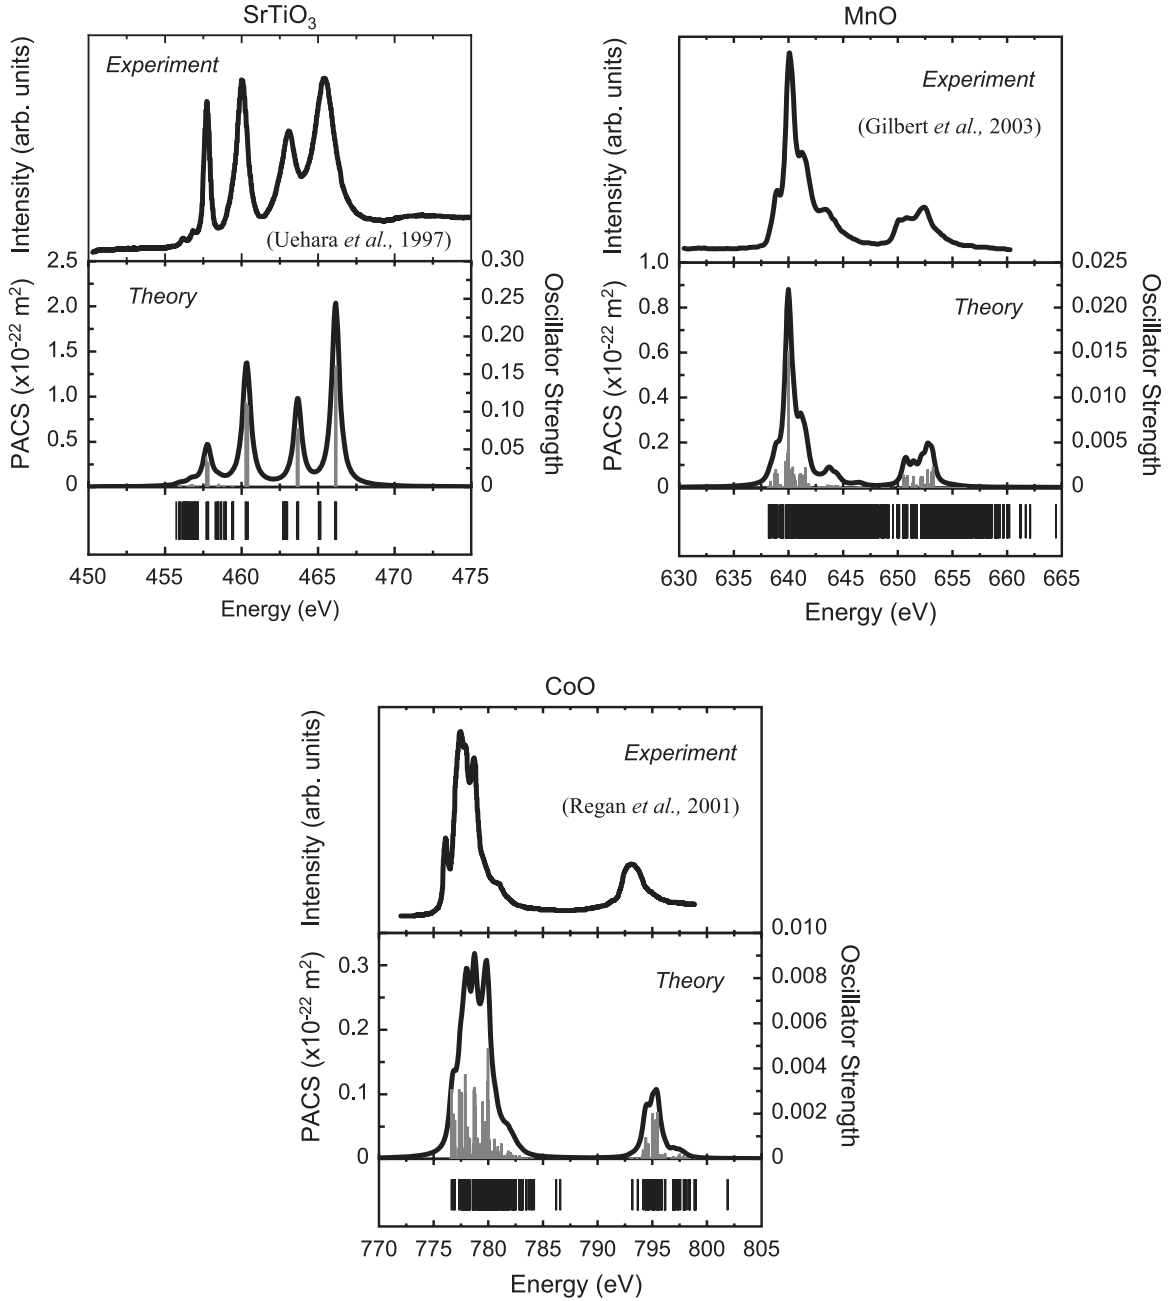 SrTiO3
Intensity (arb. units)
Experiment
(Uehara et al., 1997)
2.5
2.0
1.5
1.0
0.5
0
PACS (x10-22 m2)
Theory
0.30
0.25
0.20
0.15
0.10
0.05
0
Oscillator Strength
450 455 460 465 470 475
Energy (eV)
MnO
Intensity (arb. units)
Experiment
(Gilbert et al., 2003)
1.0
0.8
0.6
0.4
0.2
0
PACS (x10-22 m2)
Theory
0.025
0.020
0.015
0.010
0.005
0
Oscillator Strength
630 635 640 645 650 655 660 665
Energy (eV)
CoO
Intensity (arb. units)
Experiment
(Regan et al., 2001)
0.3
0.2
0.1
0
PACS (x10-22 m2)
Theory
0.010
0.008
0.006
0.004
0.002
0
Oscillator Strength
770 775 780 785 790 795 800 805
Energy (eV)